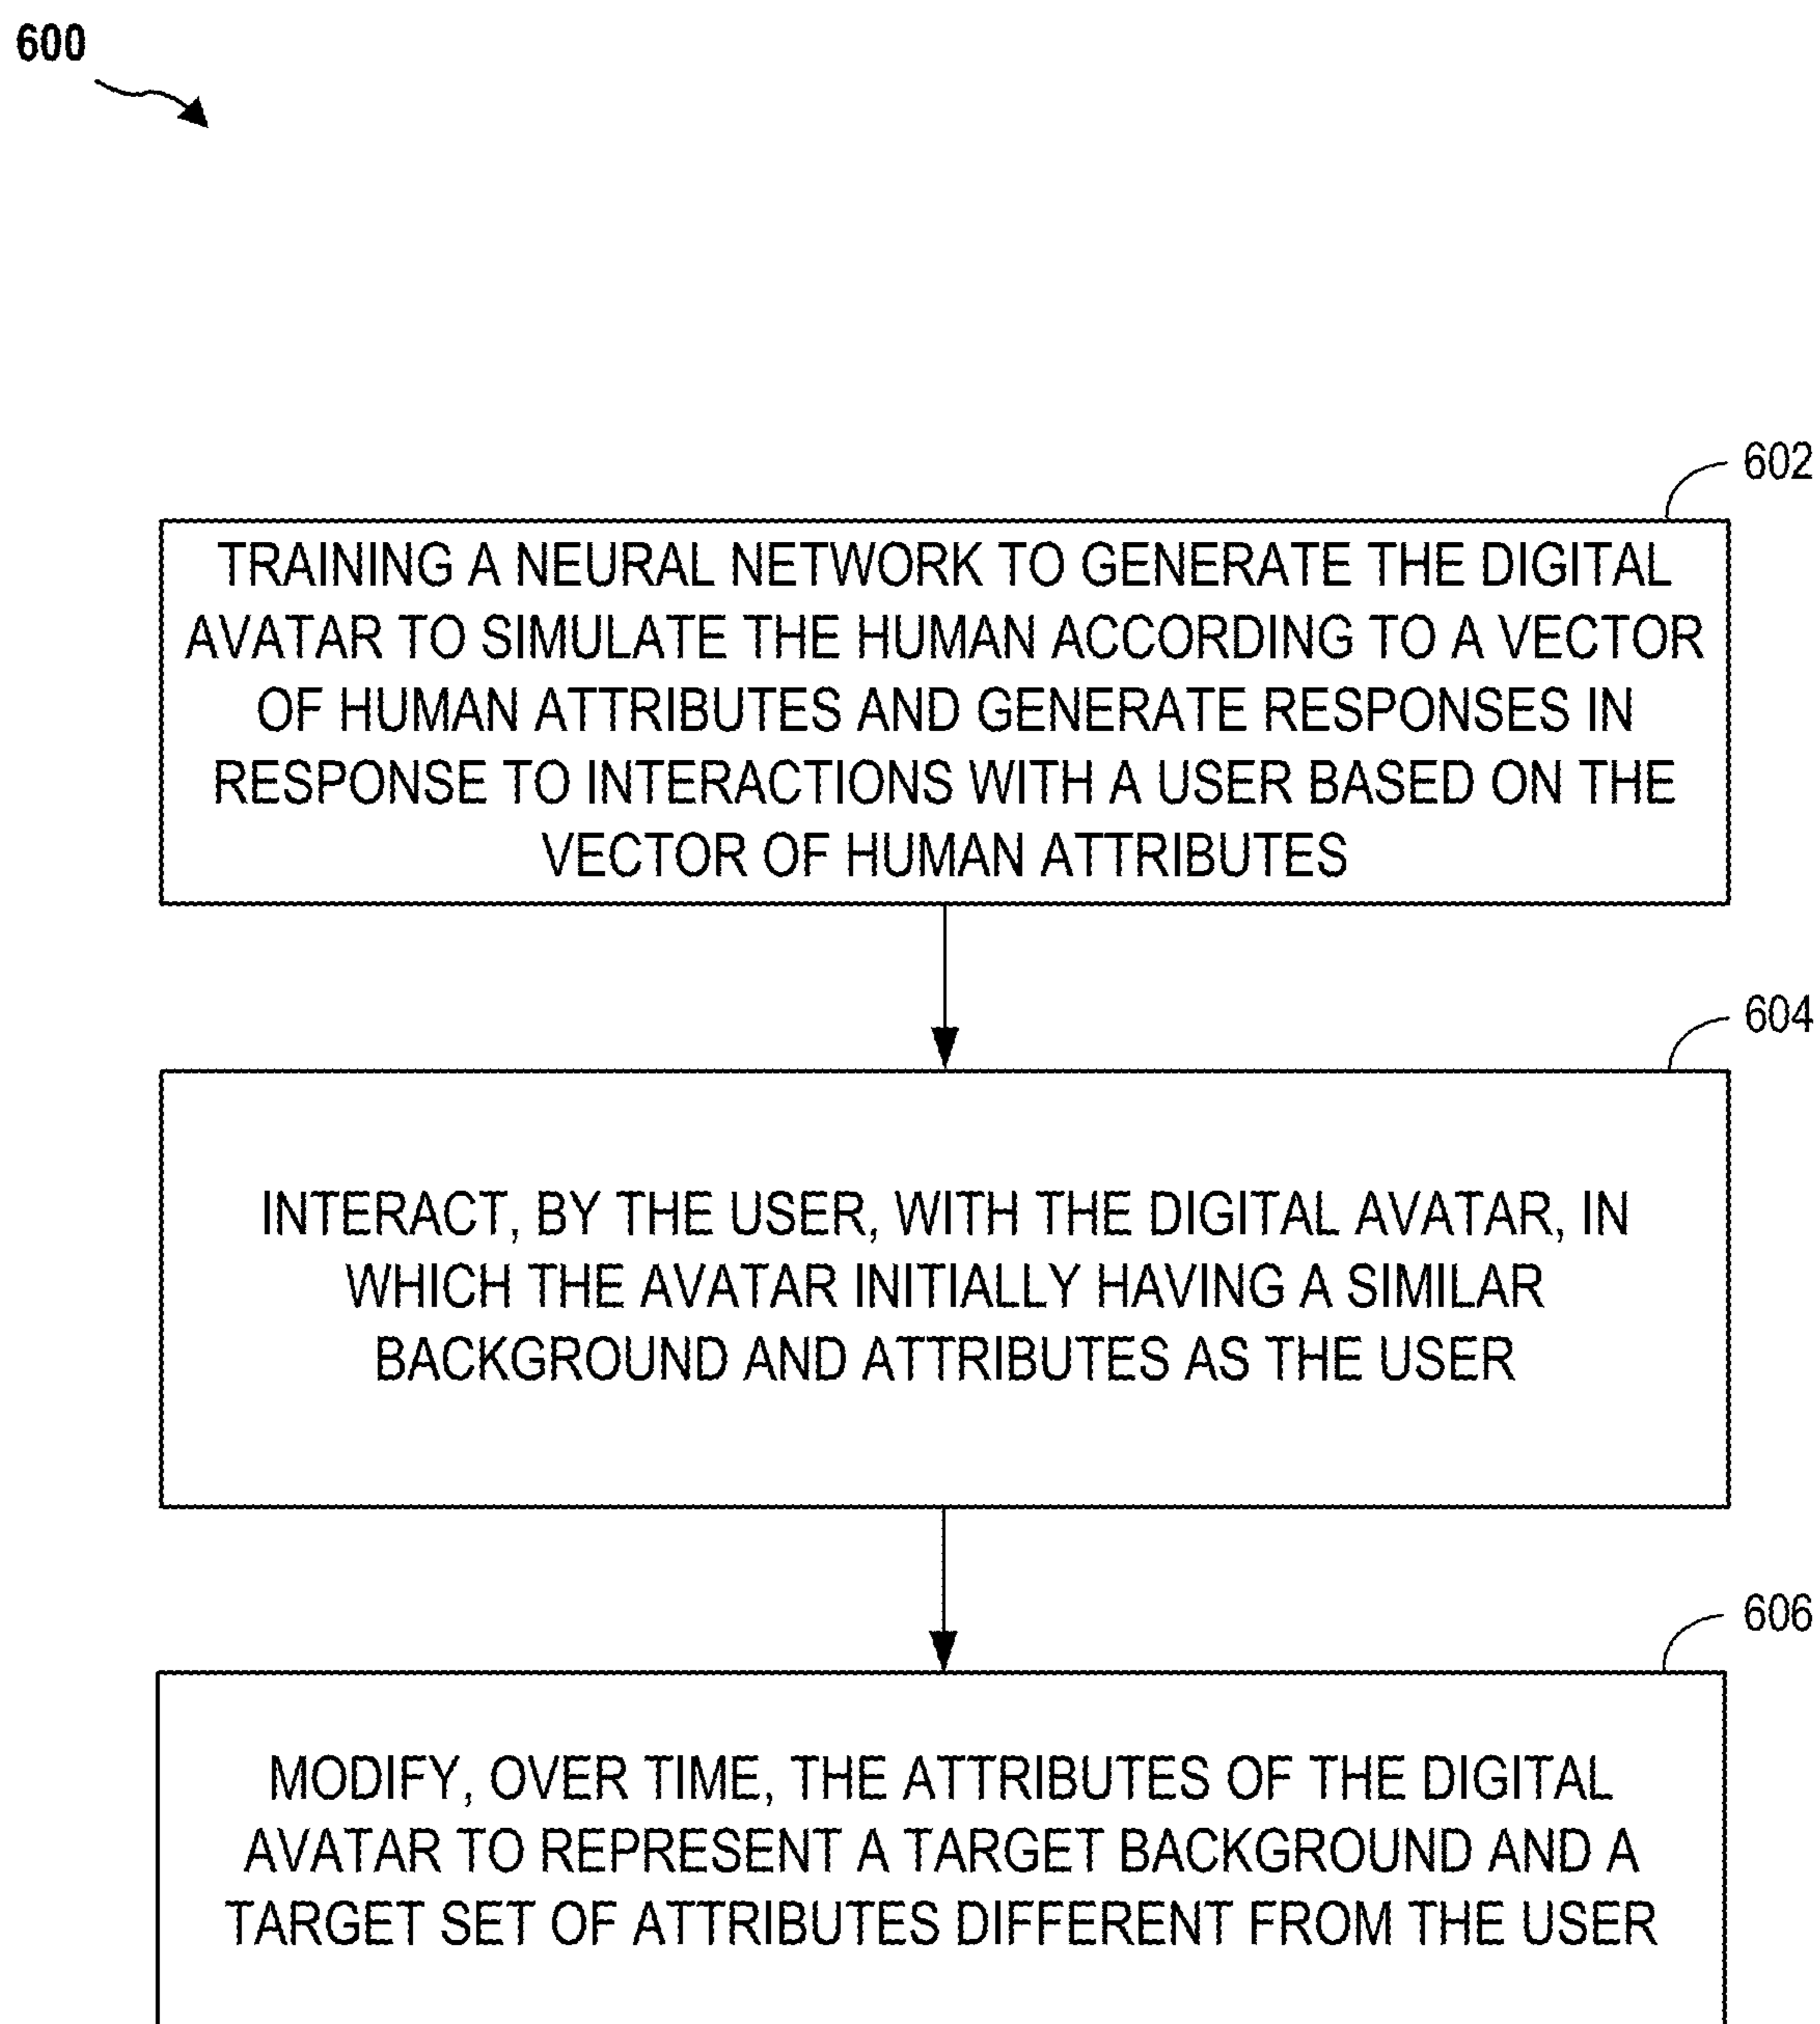 600
602
TRAINING A NEURAL NETWORK TO GENERATE THE DIGITAL
AVATAR TO SIMULATE THE HUMAN ACCORDING TO A VECTOR
OF HUMAN ATTRIBUTES AND GENERATE RESPONSES IN
RESPONSE TO INTERACTIONS WITH A USER BASED ON THE
VECTOR OF HUMAN ATTRIBUTES
604
INTERACT, BY THE USER, WITH THE DIGITAL AVATAR, IN
WHICH THE AVATAR INITIALLY HAVING A SIMILAR
BACKGROUND AND ATTRIBUTES AS THE USER
606
MODIFY, OVER TIME, THE ATTRIBUTES OF THE DIGITAL
AVATAR TO REPRESENT A TARGET BACKGROUND AND A
TARGET SET OF ATTRIBUTES DIFFERENT FROM THE USER